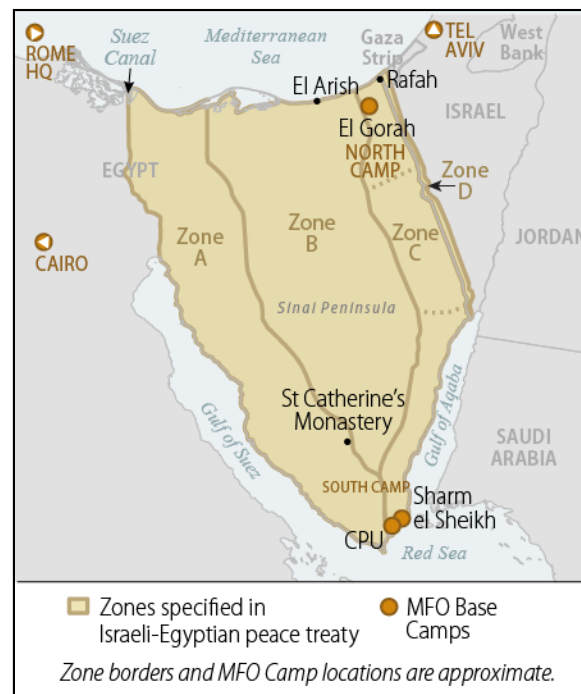 ROME
HQ
Suez
Canal
Mediterranean
Sea
Gaza
Strip
TEL
AVIV
West
Bank
El Arish
Rafah
ISRAEL
El Gorah
NORTH
CAMP
EGYPT
Zone
D
Zone
A
Zone
B
Zone
C
JORDAN
CAIRO
Sinai Peninsula
St Catherine's
Monastery
Gulf of Suez
Gulf of Aqaba
SAUDI
ARABIA
SOUTH CAMP
Sharm
el Sheikh
CPU
Red Sea
Zones specified in
Israeli-Egyptian peace treaty
MFO Base
Camps
Zone borders and MFO Camp locations are approximate.